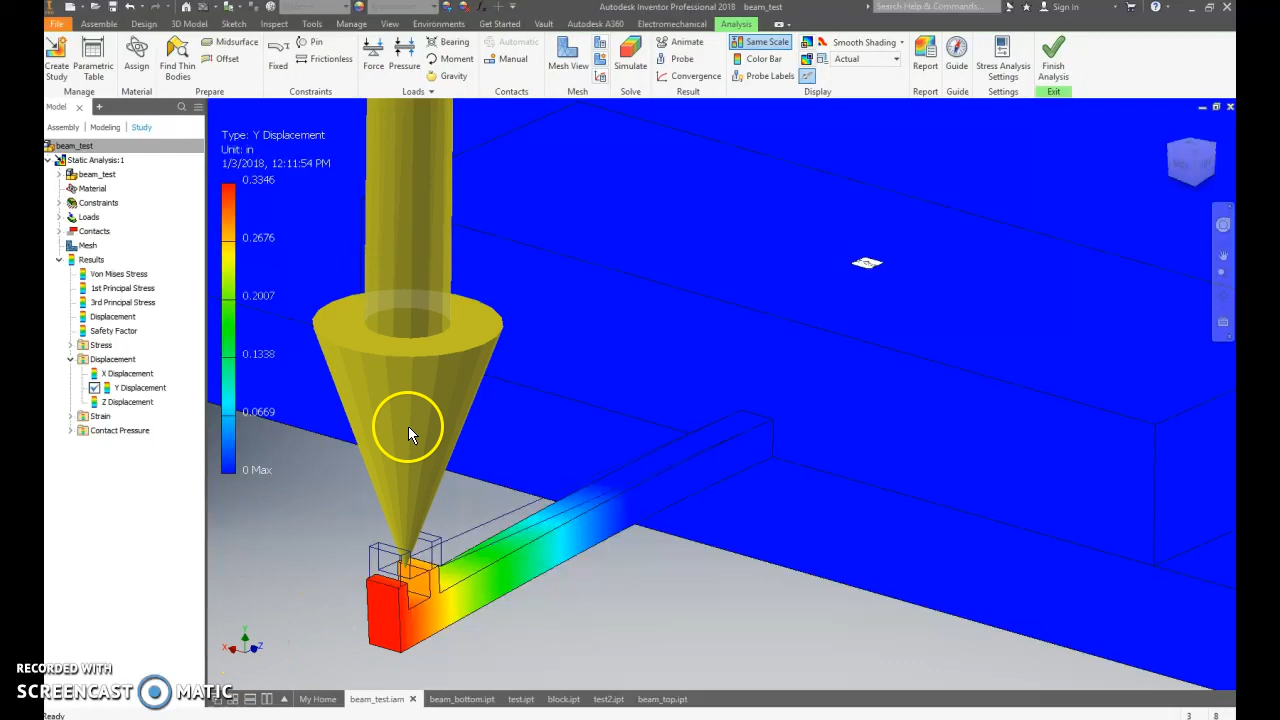 Autodesk Inventor Professional 2018 beam_test
Search Help & Commands...
Sign In
File Assembly Design 3D Model Sketch Inspect Tools Manage View Environments Get Started Vault Autodesk A360 Electromechanical Analysis
Create Study
Parametric Table
Manage
Assign
Material
Find Thin Bodies
Midsurface
Offset
Prepare
Fixed
Pin
Frictionless
Constraints
Force
Pressure
Bearing
Moment
Gravity
Loads
Automatic
Manual
Contacts
Mesh View
Mesh
Simulate
Solve
Animate
Probe
Convergence
Result
Same Scale
Color Bar
Probe Labels
Smooth Shading
Actual
Display
Report
Report
Guide
Guide
Stress Analysis Settings
Settings
Finish Analysis
Exit
Model
Assembly Modeling Study
beam_test
Static Analysis:1
beam_test
Material
Constraints
Loads
Contacts
Mesh
Results
Von Mises Stress
1st Principal Stress
3rd Principal Stress
Displacement
Safety Factor
Stress
Displacement
X Displacement
Y Displacement
Z Displacement
Strain
Contact Pressure
Type: Y Displacement
Unit: in
1/3/2018, 12:11:54 PM
0.3346
0.2676
0.2007
0.1338
0.0669
0 Max
Y
X
Z
RECORDED WITH
SCREENCAST MATIC
My Home beam_test.iam beam_bottom.ipt test.ipt block.ipt test2.ipt beam_top.ipt
Ready
3 8